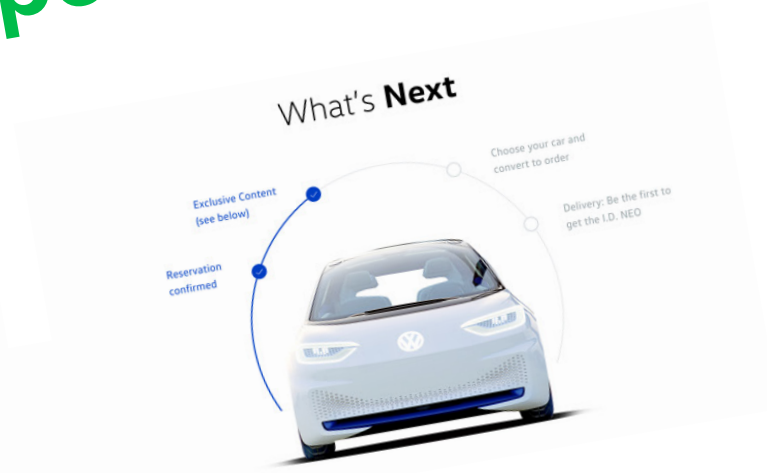 What's Next
Exclusive Content
(see below)
Reservation
confirmed
Choose your car and
convert to order
Delivery: Be the first to
get the I.D. NEO